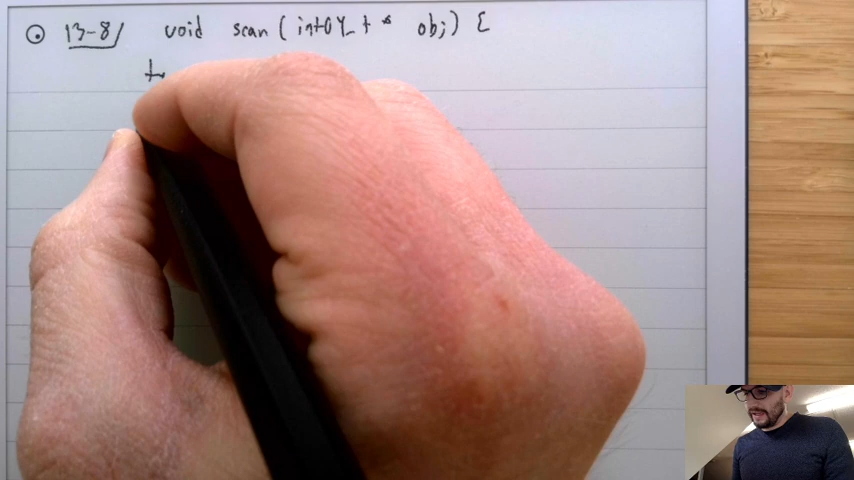 ⊙ 13-8/ void scan ( int64_t * obj) {